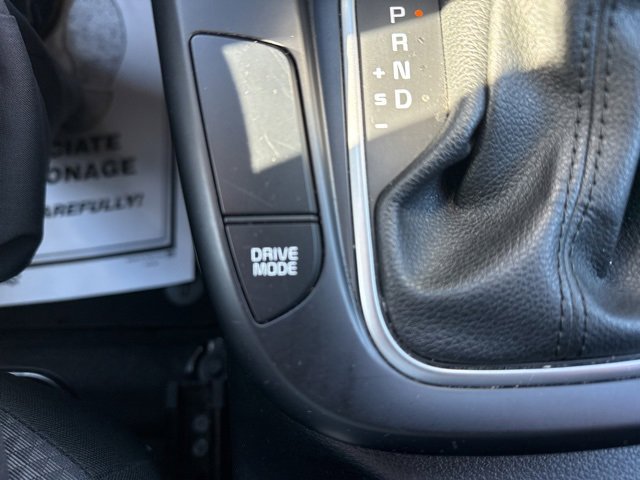 P
R
N
+
S D
-
DRIVE
MODE
CIATE
ONAGE
AREFULLY!